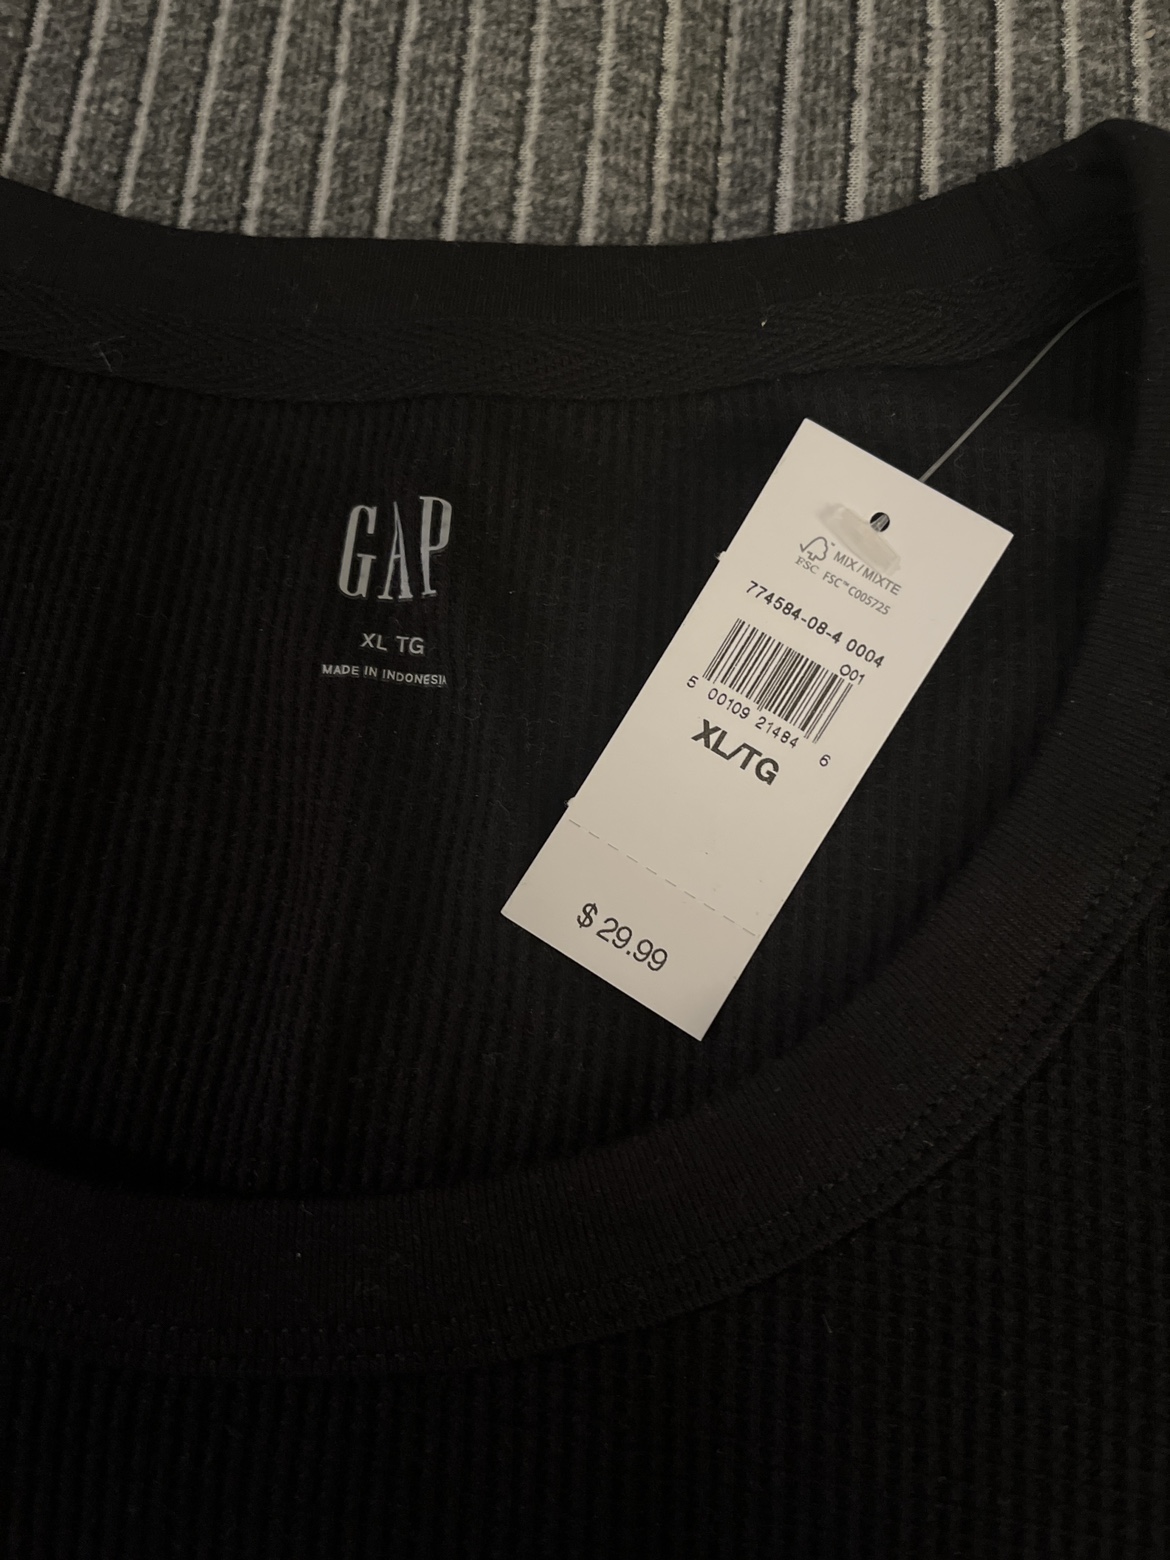 GAP
XL TG
MADE IN INDONESIA
FSC
MIX / MIXTE
FSC™ C005725
774584-08-4 0004
001
5 00109 21484 6
XL/TG
$ 29.99